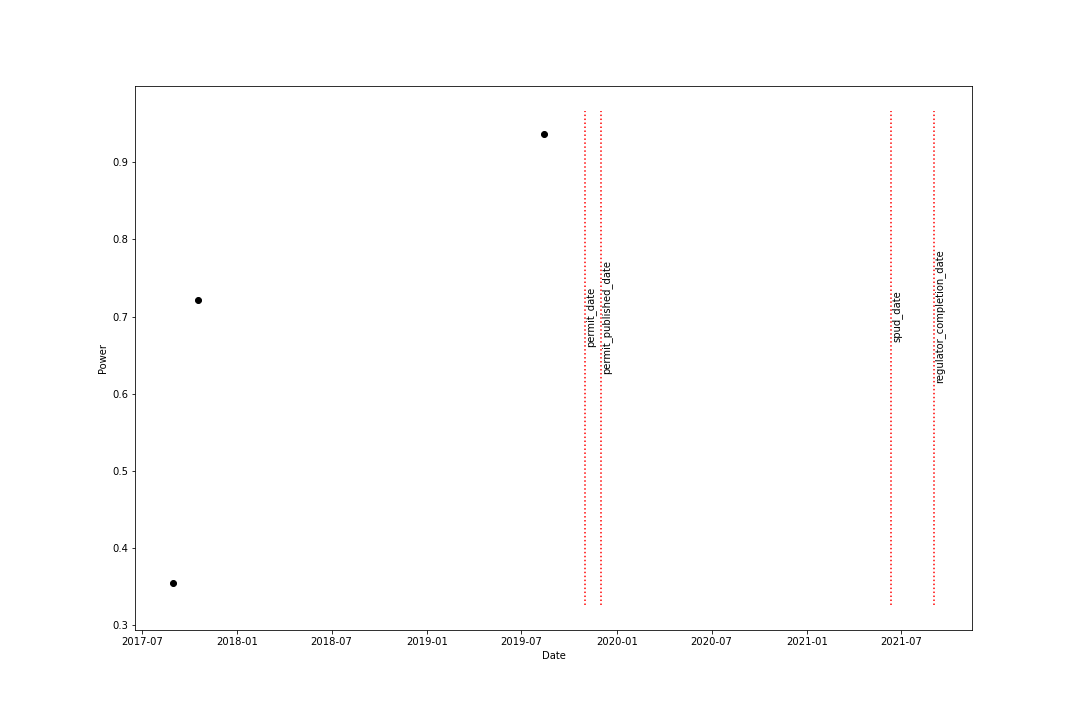 0.9
0.8
0.7
0.6
0.5
0.4
0.3
Power
permit_date
permit_published_date
spud_date
regulator_completion_date
2017-07 2018-01 2018-07 2019-01 2019-07 2020-01 2020-07 2021-01 2021-07
Date